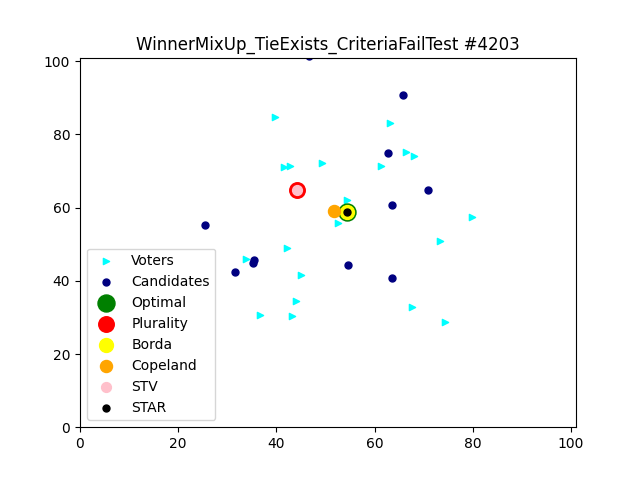 WinnerMixUp_TieExists_CriteriaFailTest #4203
100
80
60
40
20
0
Voters
Candidates
Optimal
Plurality
Borda
Copeland
STV
STAR
0 20 40 60 80 100